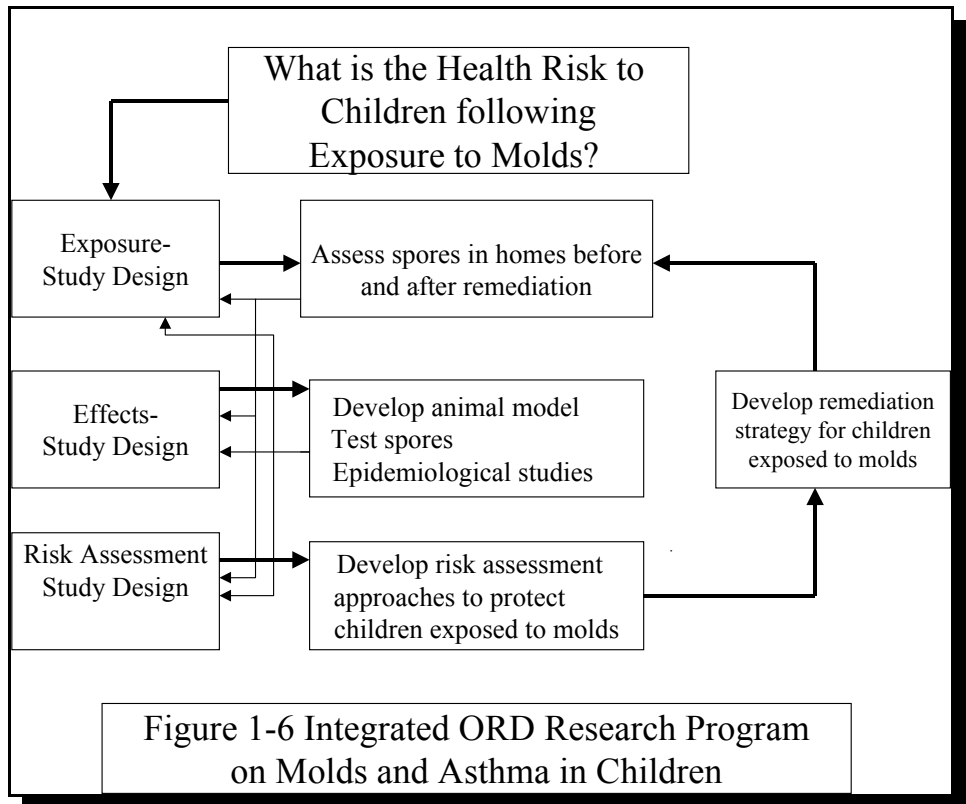 What is the Health Risk to
Children following
Exposure to Molds?
Exposure-
Study Design
Assess spores in homes before
and after remediation
Effects-
Study Design
Develop animal model
Test spores
Epidemiological studies
Develop remediation
strategy for children
exposed to molds
Risk Assessment
Study Design
Develop risk assessment
approaches to protect
children exposed to molds
Figure 1-6 Integrated ORD Research Program
on Molds and Asthma in Children